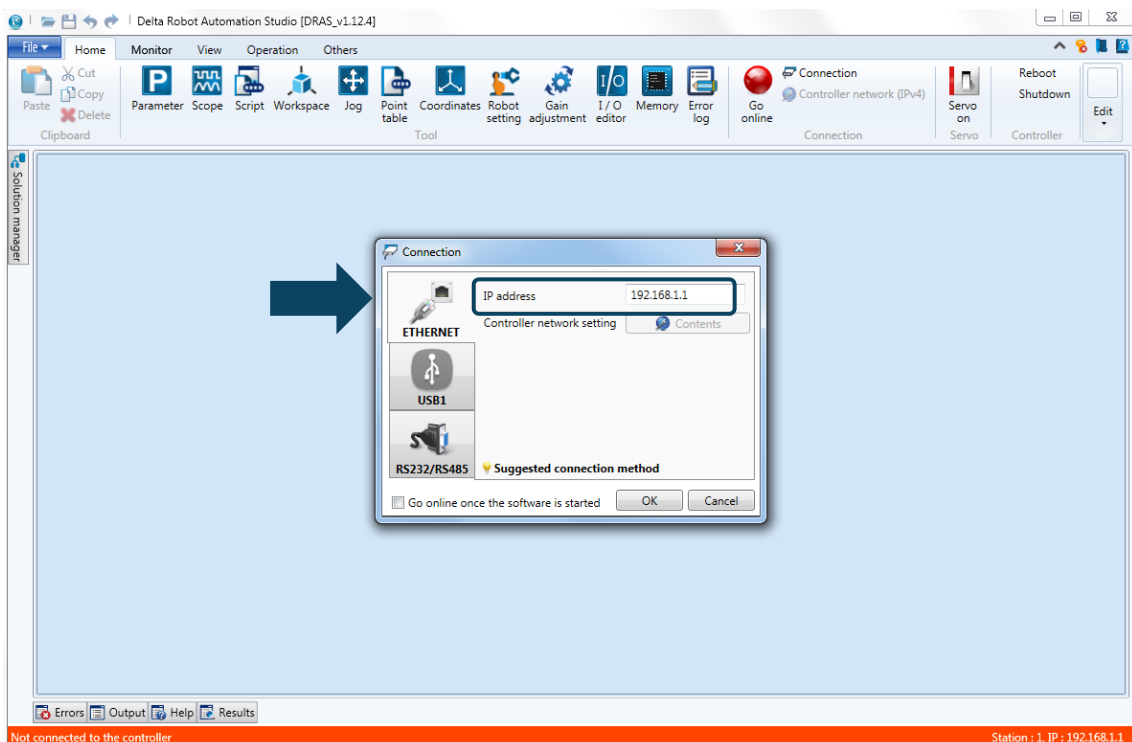 Delta Robot Automation Studio [DRAS_v1.12.4]
File Home Monitor View Operation Others
Paste
Cut
Copy
Delete
Clipboard
Parameter Scope Script Workspace Jog Point table Coordinates Robot setting Gain adjustment I / O editor Memory Error log
Tool
Go online
Connection
Controller network (IPv4)
Connection
Servo on
Servo
Reboot
Shutdown
Controller
Edit
Solution manager
Connection
ETHERNET
IP address 192.168.1.1
Controller network setting Contents
USB1
RS232/RS485
Suggested connection method
Go online once the software is started OK Cancel
Errors Output Help Results
Not connected to the controller Station : 1. IP : 192.168.1.1